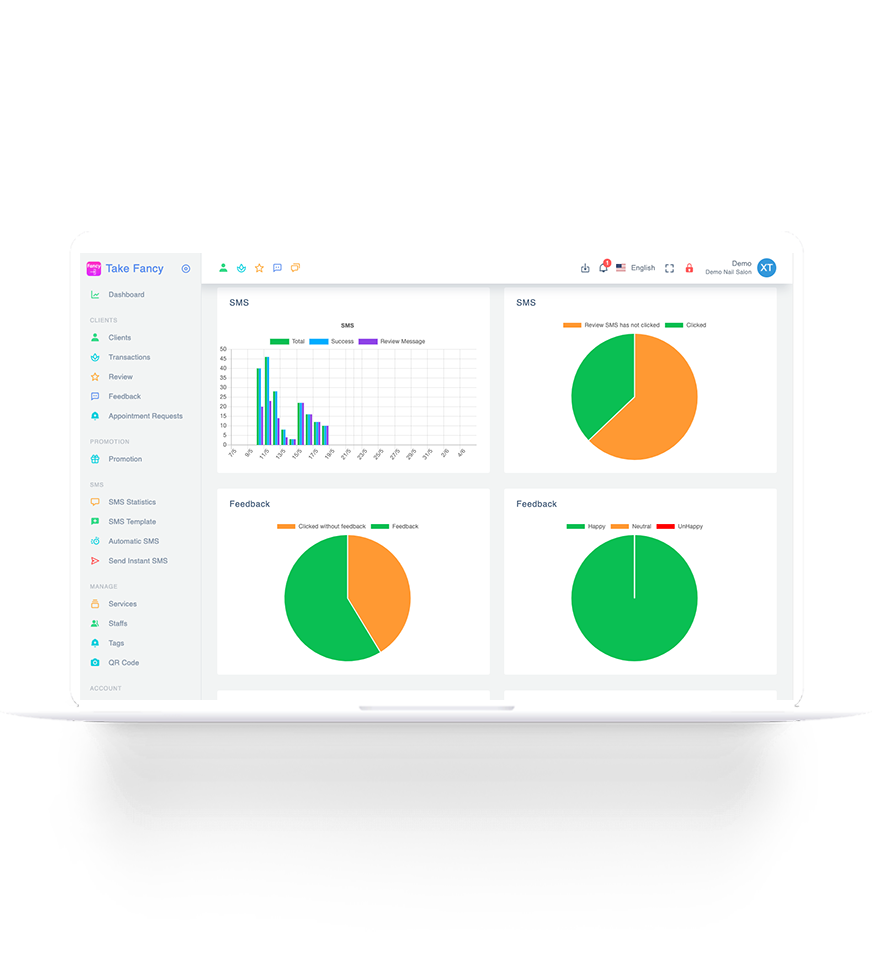 Fancy
Take Fancy
Dashboard
CLIENTS
Clients
Transactions
Review
Feedback
Appointment Requests
PROMOTION
Promotion
SMS
SMS Statistics
SMS Template
Automatic SMS
Send Instant SMS
MANAGE
Services
Staffs
Tags
QR Code
ACCOUNT
1
English
Demo
Demo Nail Salon
XT
SMS
SMS
Total Success Review Message
50
45
40
35
30
25
20
15
10
5
0
7/5 9/5 11/5 13/5 15/5 17/5 19/5 21/5 23/5 25/5 27/5 29/5 31/5 2/6 4/6
SMS
Review SMS has not clicked Clicked
Feedback
Clicked without feedback Feedback
Feedback
Happy Neutral UnHappy